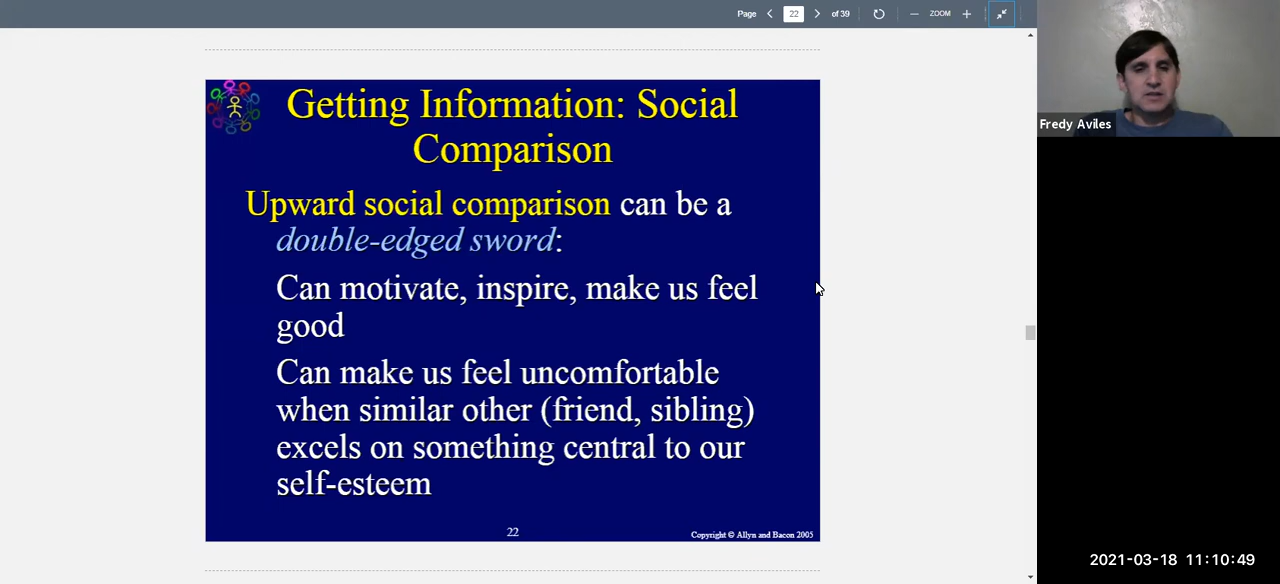 Page 22 of 39 ZOOM
Fredy Aviles
Getting Information: Social
Comparison
Upward social comparison can be a
double-edged sword:
Can motivate, inspire, make us feel
good
Can make us feel uncomfortable
when similar other (friend, sibling)
excels on something central to our
self-esteem
22
Copyright © Allyn and Bacon 2005
2021-03-18 11:10:49